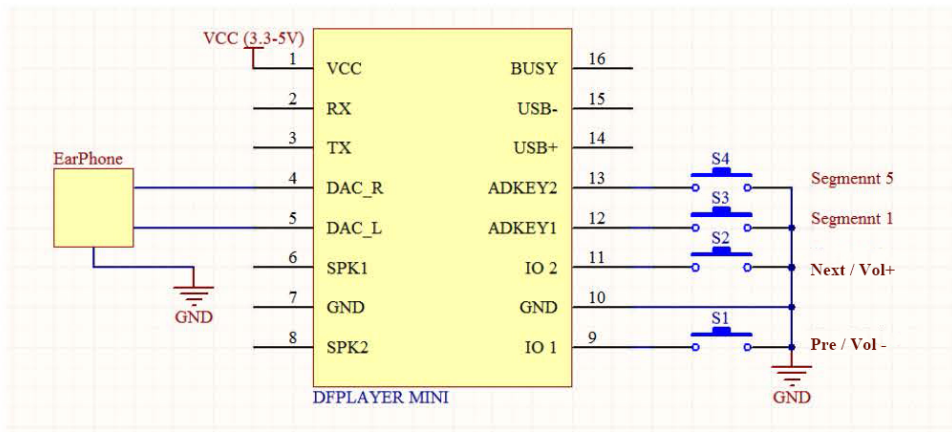 VCC (3.3-5V)
1 VCC BUSY 16
2 RX USB- 15
3 TX USB+ 14
EarPhone
4 DAC_R ADKEY2 13 S4 Segmennt 5
5 DAC_L ADKEY1 12 S3 Segmennt 1
6 SPK1 IO 2 11 S2 Next / Vol+
7 GND GND 10
GND
8 SPK2 IO 1 9 S1 Pre / Vol -
DFPLAYER MINI
GND